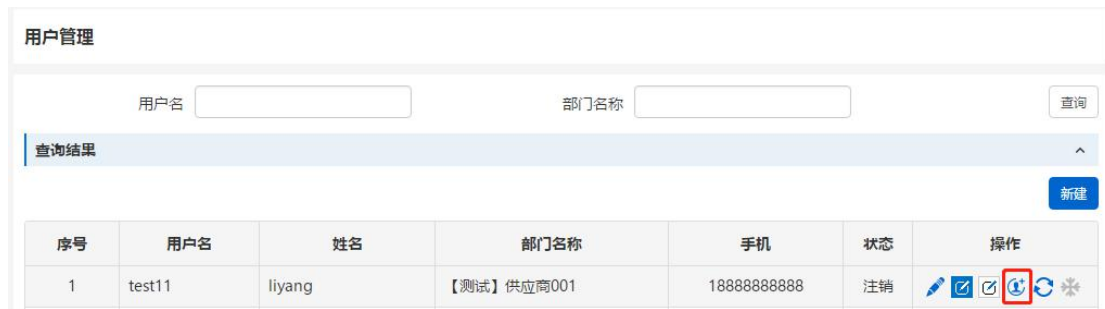 用户管理
用户名 部门名称 查询
查询结果
新建
序号 用户名 姓名 部门名称 手机 状态 操作
1 test11 liyang 【测试】供应商001 18888888888 注销